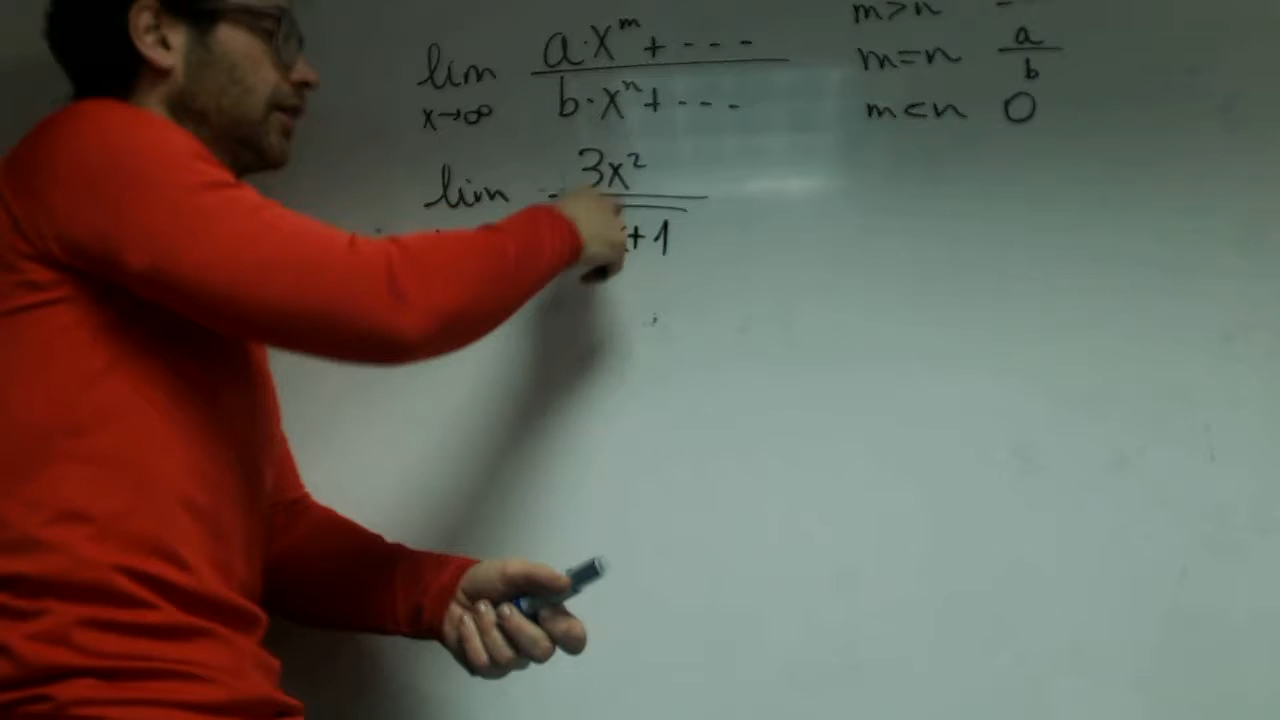 lim a·x^m + - - -
x→∞ b·x^n + - - -
m>n
m=n a/b
m<n 0
lim 3x²
+1